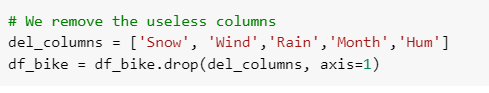 # We remove the useless columns
del_columns = ['Snow', 'Wind','Rain','Month','Hum']
df_bike = df_bike.drop(del_columns, axis=1)